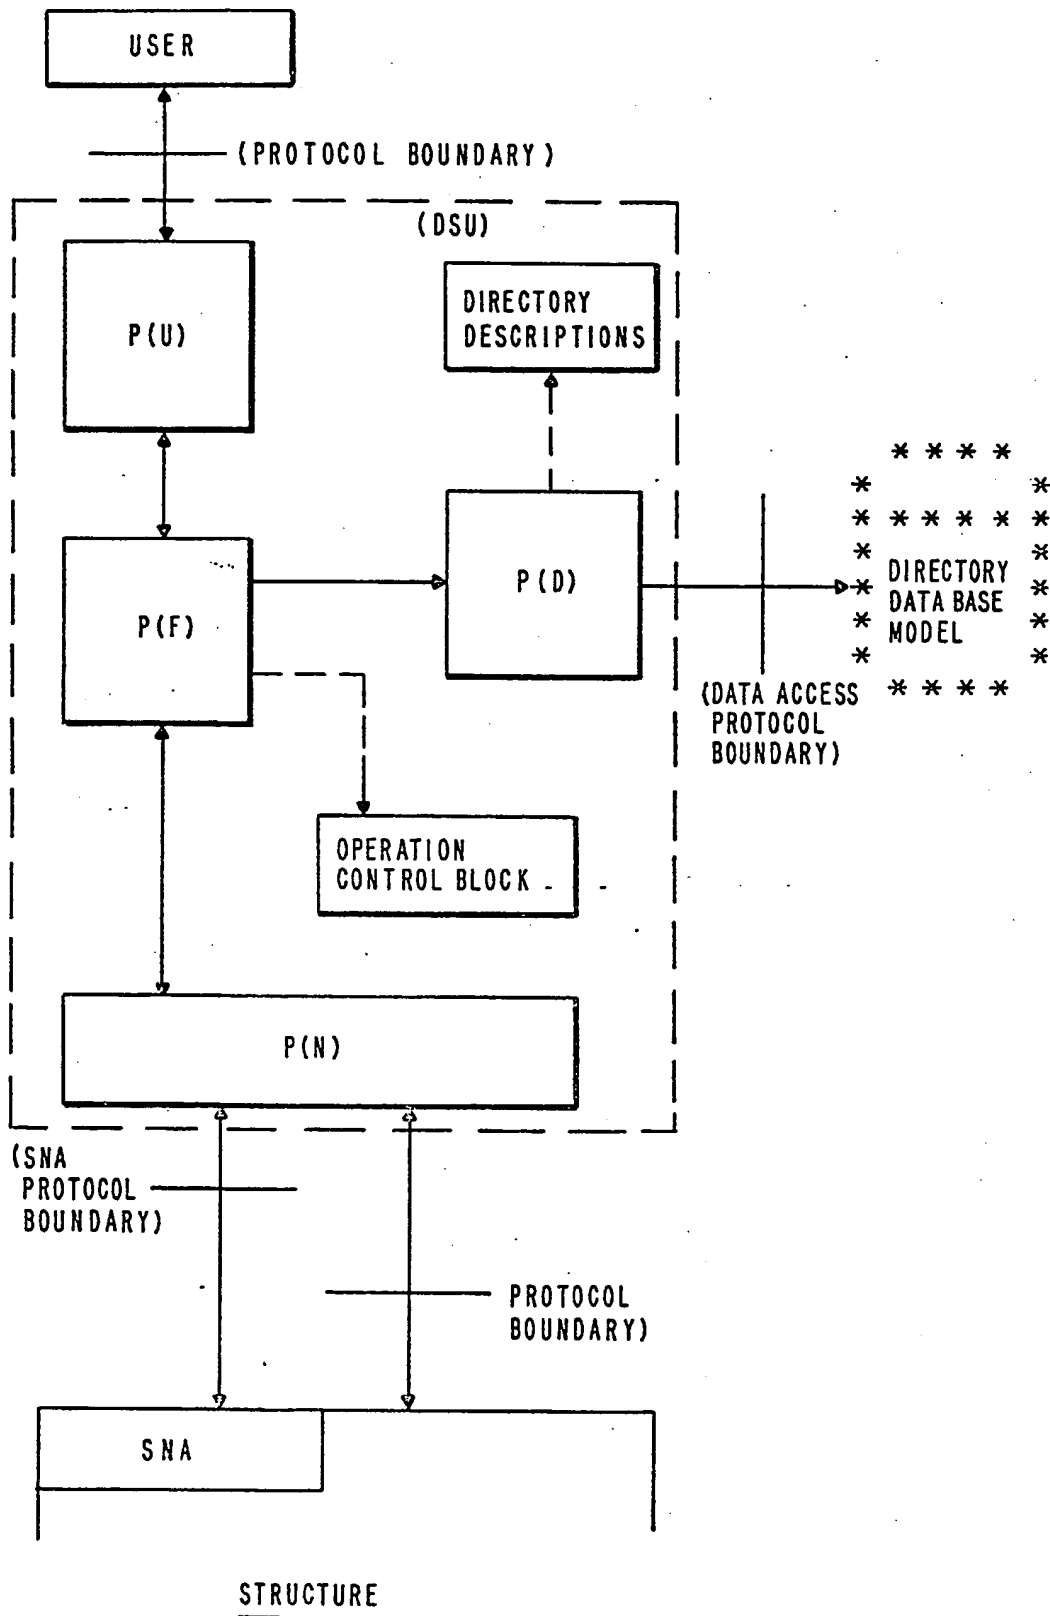 USER
(PROTOCOL BOUNDARY)
(DSU)
P(U)
DIRECTORY
DESCRIPTIONS
* * * *
* *
* * * * * *
* *
P(D)
DIRECTORY
DATA BASE
MODEL
* *
* *
* *
P(F)
* * * *
(DATA ACCESS
PROTOCOL
BOUNDARY)
OPERATION
CONTROL BLOCK
P(N)
(SNA
PROTOCOL
BOUNDARY)
PROTOCOL
BOUNDARY)
SNA
STRUCTURE